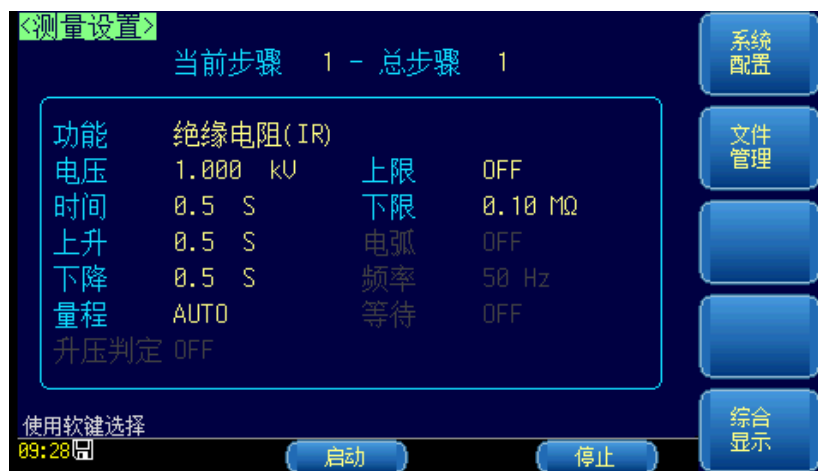 <测量设置>
当前步骤 1 - 总步骤 1
功能 绝缘电阻(IR)
电压 1.000 kV 上限 OFF
时间 0.5 S 下限 0.10 MΩ
上升 0.5 S 电弧 OFF
下降 0.5 S 频率 50 Hz
量程 AUTO 等待 OFF
升压判定 OFF
使用软键选择
09:28
启动
停止
系统
配置
文件
管理
综合
显示